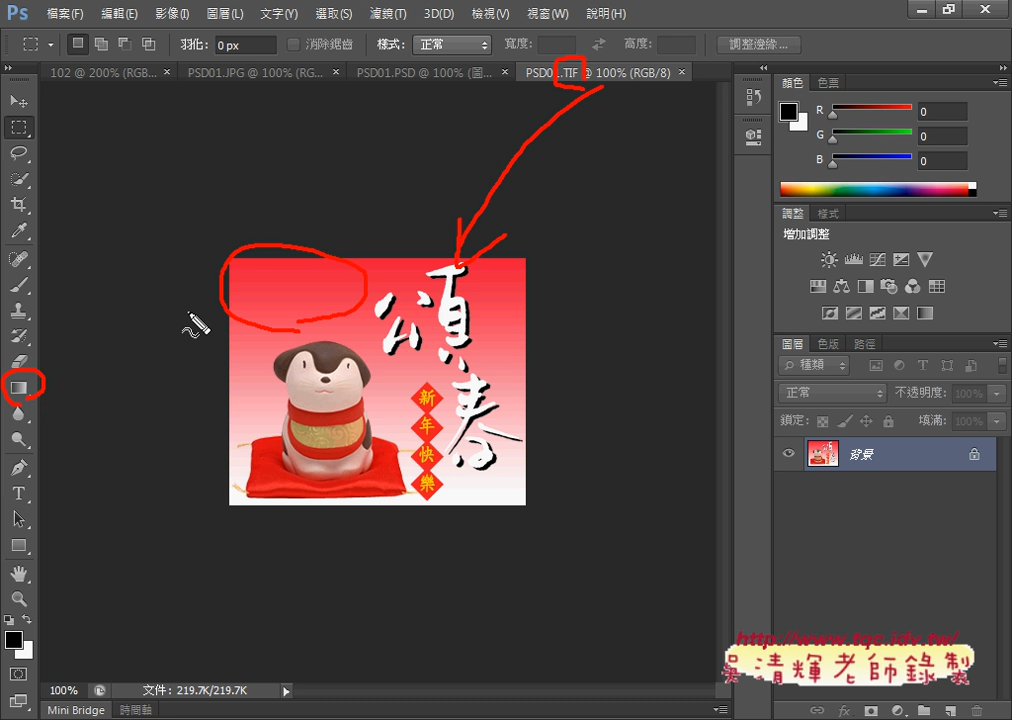 Ps 檔案(F) 編輯(E) 影像(I) 圖層(L) 文字(Y) 選取(S) 濾鏡(T) 3D(D) 檢視(V) 視窗(W) 說明(H)
羽化: 0 px 消除鋸齒 樣式: 正常 寬度: 高度: 調整邊緣...
102 @ 200% (RGB... × PSD01.JPG @ 100% (RG... × PSD01.PSD @ 100% (圖... × PSD01.TIF @ 100% (RGB/8) ×
顏色 色票
R 0
G 0
B 0
調整 樣式
增加調整
圖層 色版 路徑
種類
正常 不透明度: 100%
鎖定: 填滿: 100%
背景
頌春
新年快樂
http://www.tqc.idv.tw/
吳清輝老師錄製
100% 文件: 219.7K/219.7K
Mini Bridge 時間軸